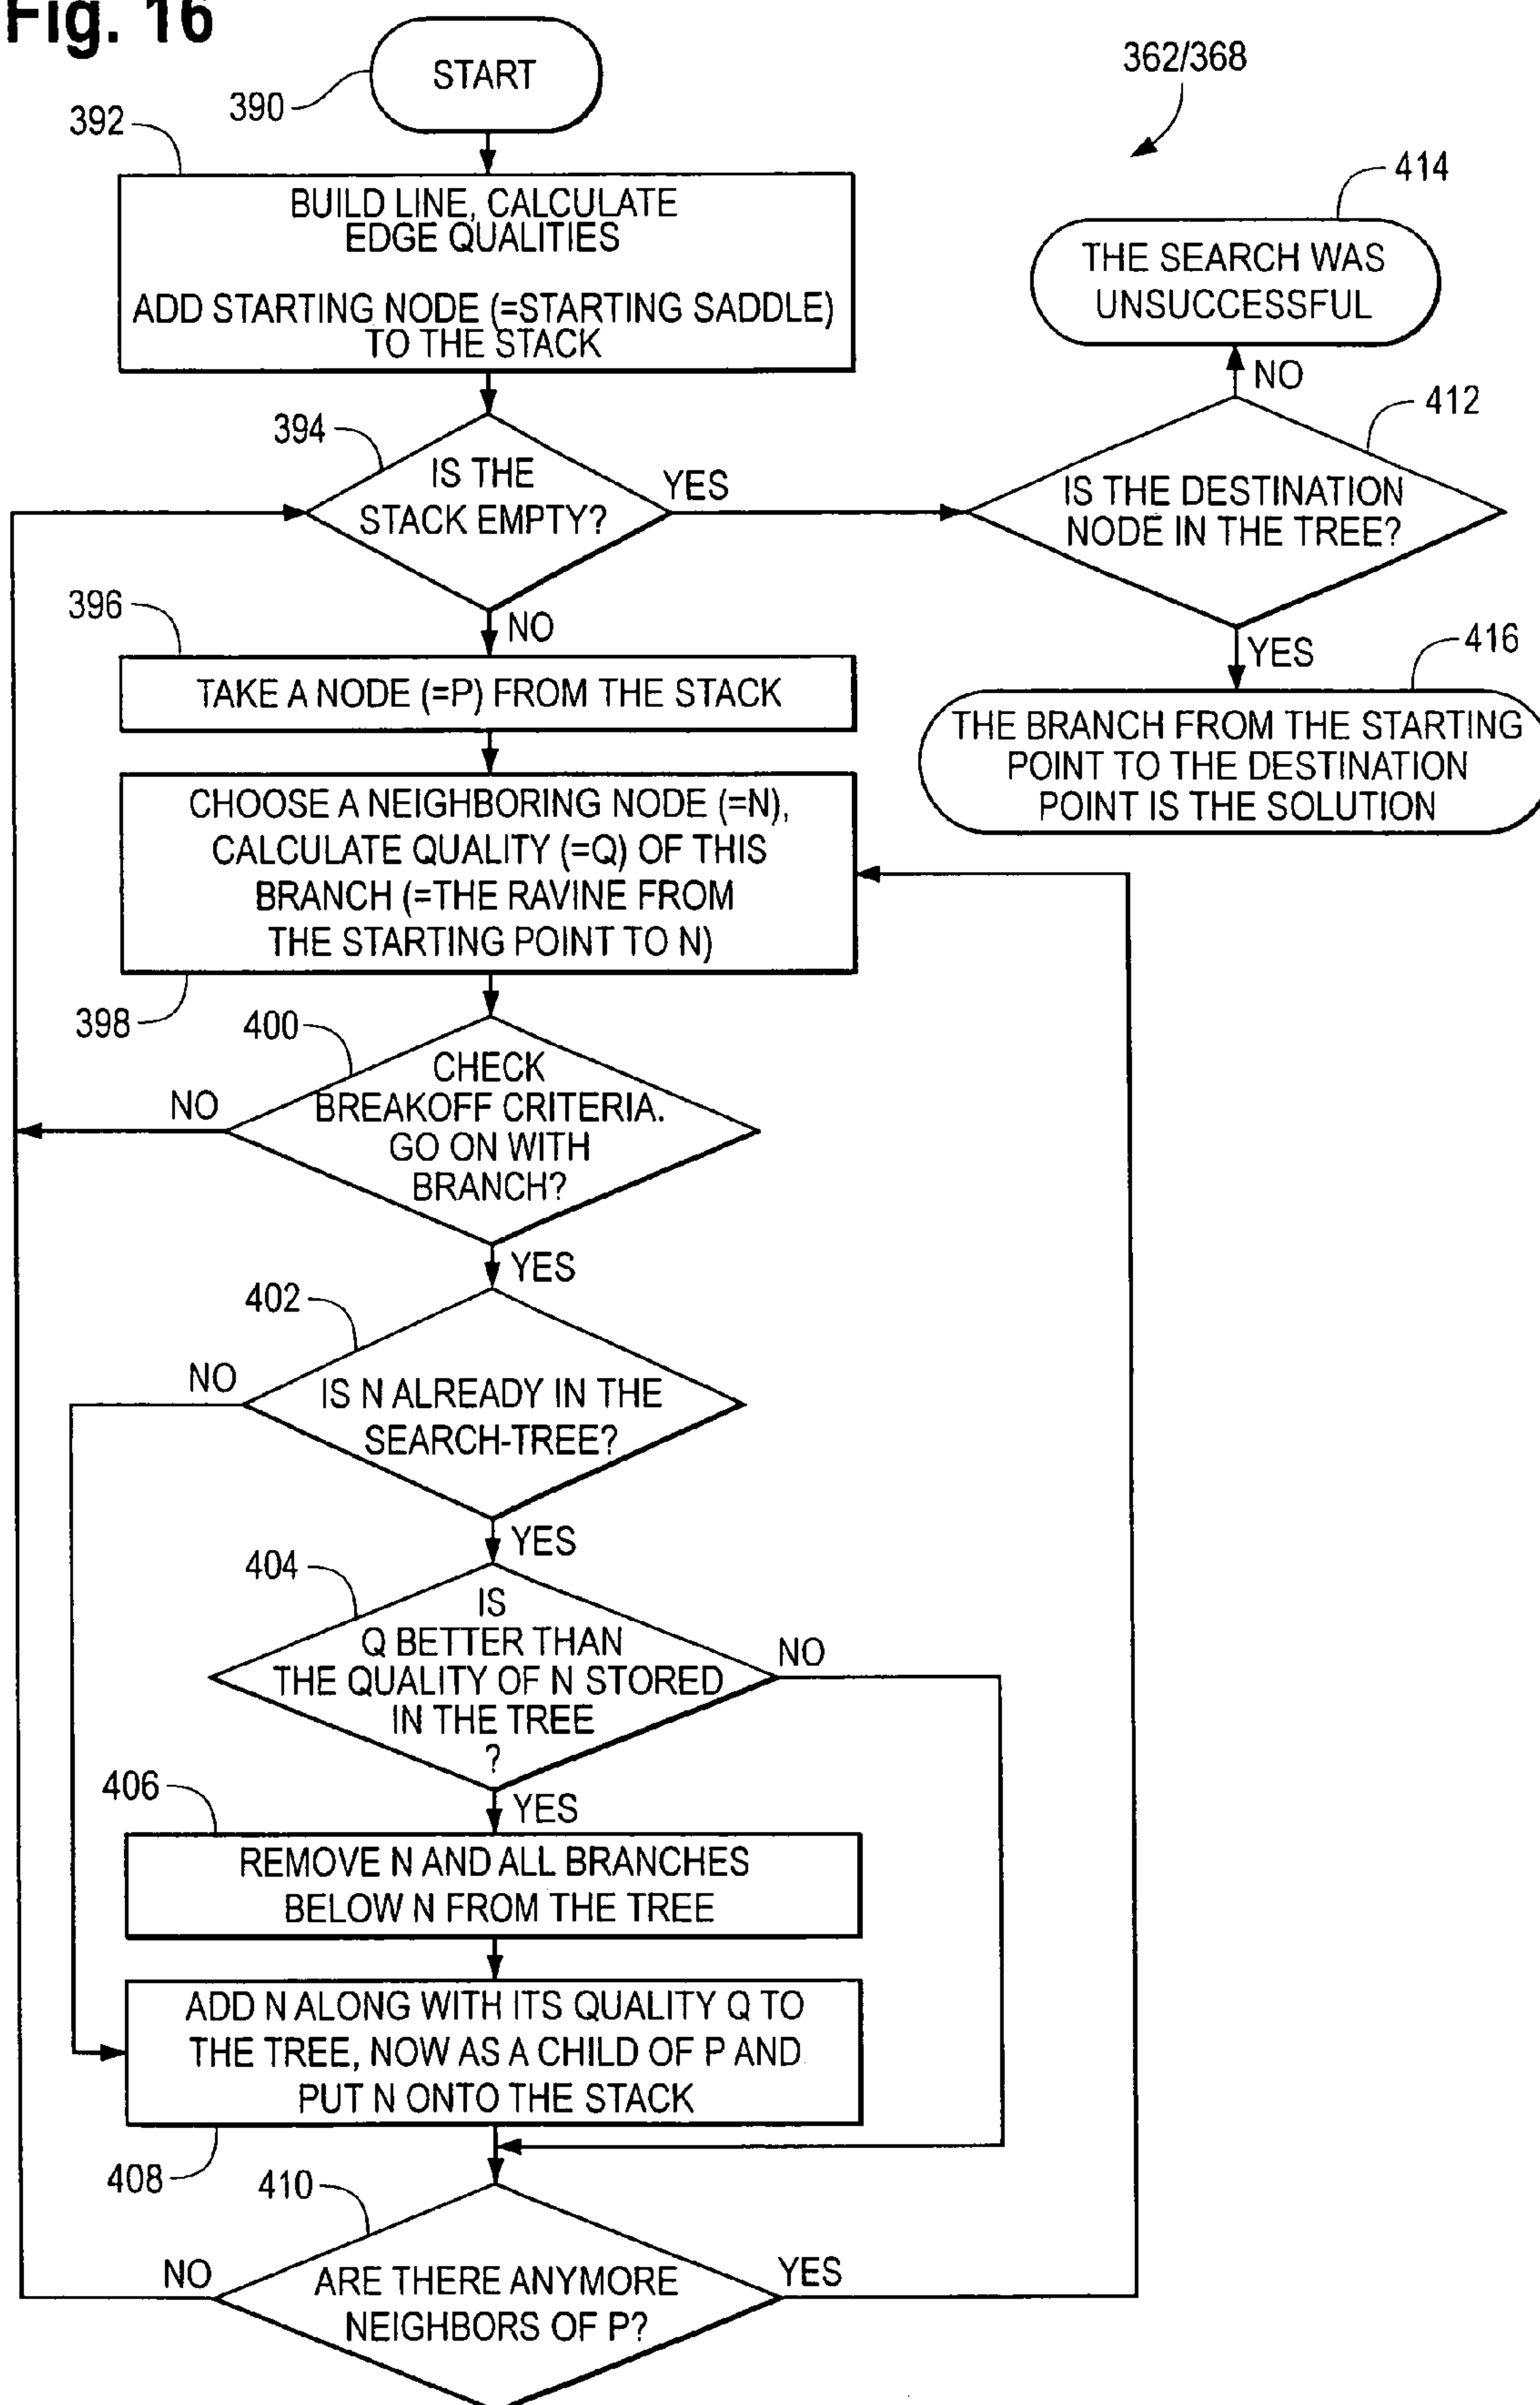 Fig. 16
START
390
362/368
392
BUILD LINE, CALCULATE
EDGE QUALITIES
ADD STARTING NODE (=STARTING SADDLE)
TO THE STACK
414
THE SEARCH WAS
UNSUCCESSFUL
NO
412
394
IS THE
STACK EMPTY?
YES
IS THE DESTINATION
NODE IN THE TREE?
396
NO
YES
416
TAKE A NODE (=P) FROM THE STACK
THE BRANCH FROM THE STARTING
POINT TO THE DESTINATION
POINT IS THE SOLUTION
CHOOSE A NEIGHBORING NODE (=N),
CALCULATE QUALITY (=Q) OF THIS
BRANCH (=THE RAVINE FROM
THE STARTING POINT TO N)
398
400
CHECK
BREAKOFF CRITERIA.
GO ON WITH
BRANCH?
NO
YES
402
NO
IS N ALREADY IN THE
SEARCH-TREE?
YES
404
IS
Q BETTER THAN
THE QUALITY OF N STORED
IN THE TREE
?
NO
406
YES
REMOVE N AND ALL BRANCHES
BELOW N FROM THE TREE
ADD N ALONG WITH ITS QUALITY Q TO
THE TREE, NOW AS A CHILD OF P AND
PUT N ONTO THE STACK
408
410
NO
ARE THERE ANYMORE
NEIGHBORS OF P?
YES